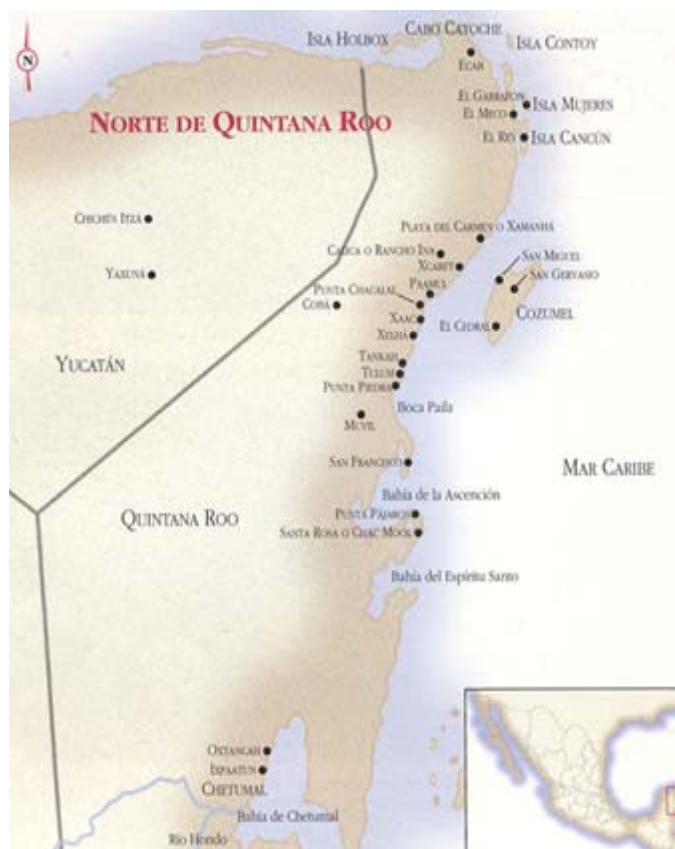 CABO CATOCHE
ISLA HOLBOX
ISLA CONTOY
ECAB
N
EL GARRAFÓN
ISLA MUJERES
EL MECO
NORTE DE QUINTANA ROO
EL REY
ISLA CANCÚN
CHICHÉN ITZÁ
PLAYA DEL CARMEN O XAMANHÁ
CALICA O RANCHO INA
SAN MIGUEL
XCARET
YAXUNÁ
SAN GERVASIO
PAAMUL
PUNTA CHACALAL
COBÁ
COZUMEL
XAAC
EL CEDRAL
XELHÁ
TANKAH
YUCATÁN
TULUM
PUNTA PIEDRA
Boca Paila
MUYIL
SAN FRANCISCO
MAR CARIBE
Bahía de la Ascención
QUINTANA ROO
PUNTA PÁJAROS
SANTA ROSA O CHAC MOOL
Bahía del Espíritu Santo
OXTANCAH
IXPAATUN
CHETUMAL
Bahía de Chetumal
Río Hondo